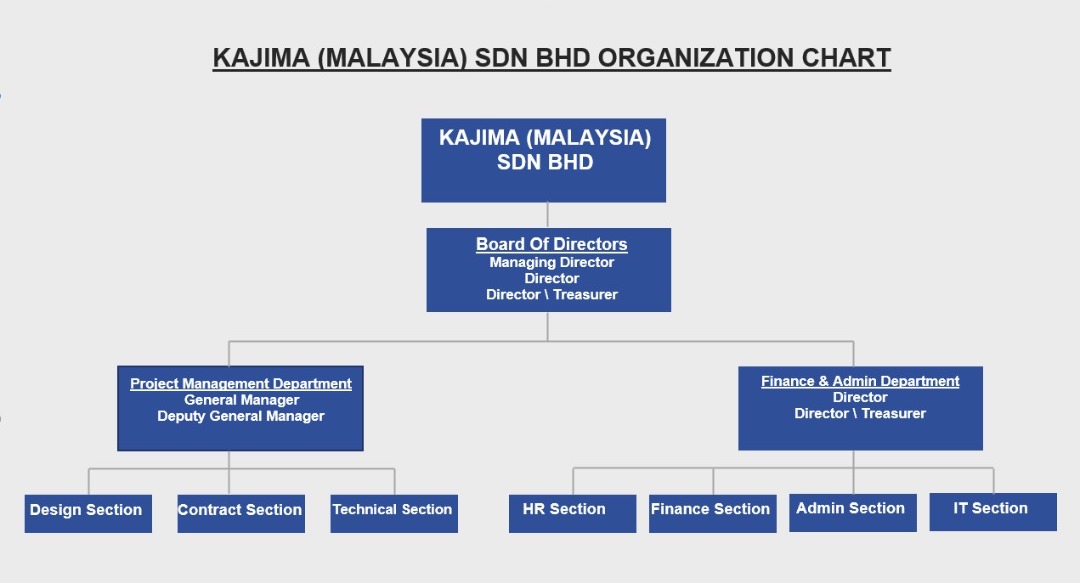 KAJIMA (MALAYSIA) SDN BHD ORGANIZATION CHART
KAJIMA (MALAYSIA)
SDN BHD
Board Of Directors
Managing Director
Director
Director \ Treasurer
Project Management Department
General Manager
Deputy General Manager
Finance & Admin Department
Director
Director \ Treasurer
Design Section
Contract Section
Technical Section
HR Section
Finance Section
Admin Section
IT Section